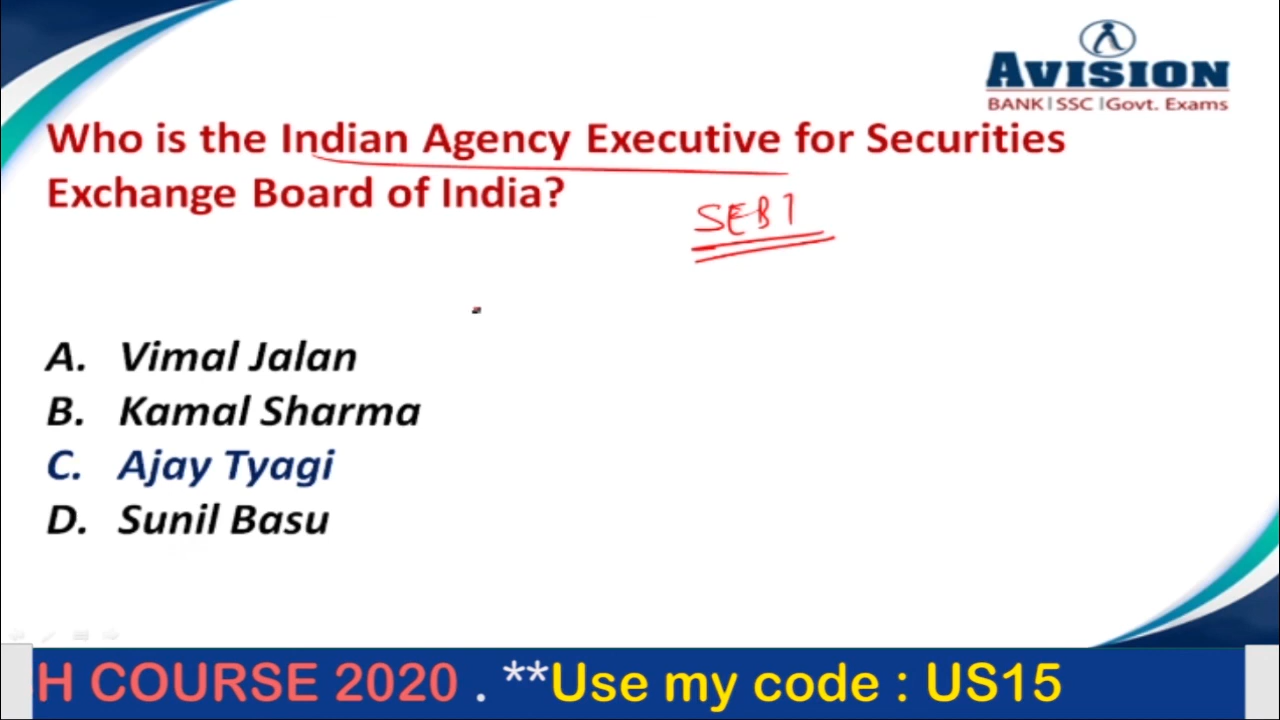 AVISION
BANK|SSC|Govt. Exams
Who is the Indian Agency Executive for Securities
Exchange Board of India?
SEBI
A. Vimal Jalan
B. Kamal Sharma
C. Ajay Tyagi
D. Sunil Basu
H COURSE 2020 . **Use my code : US15